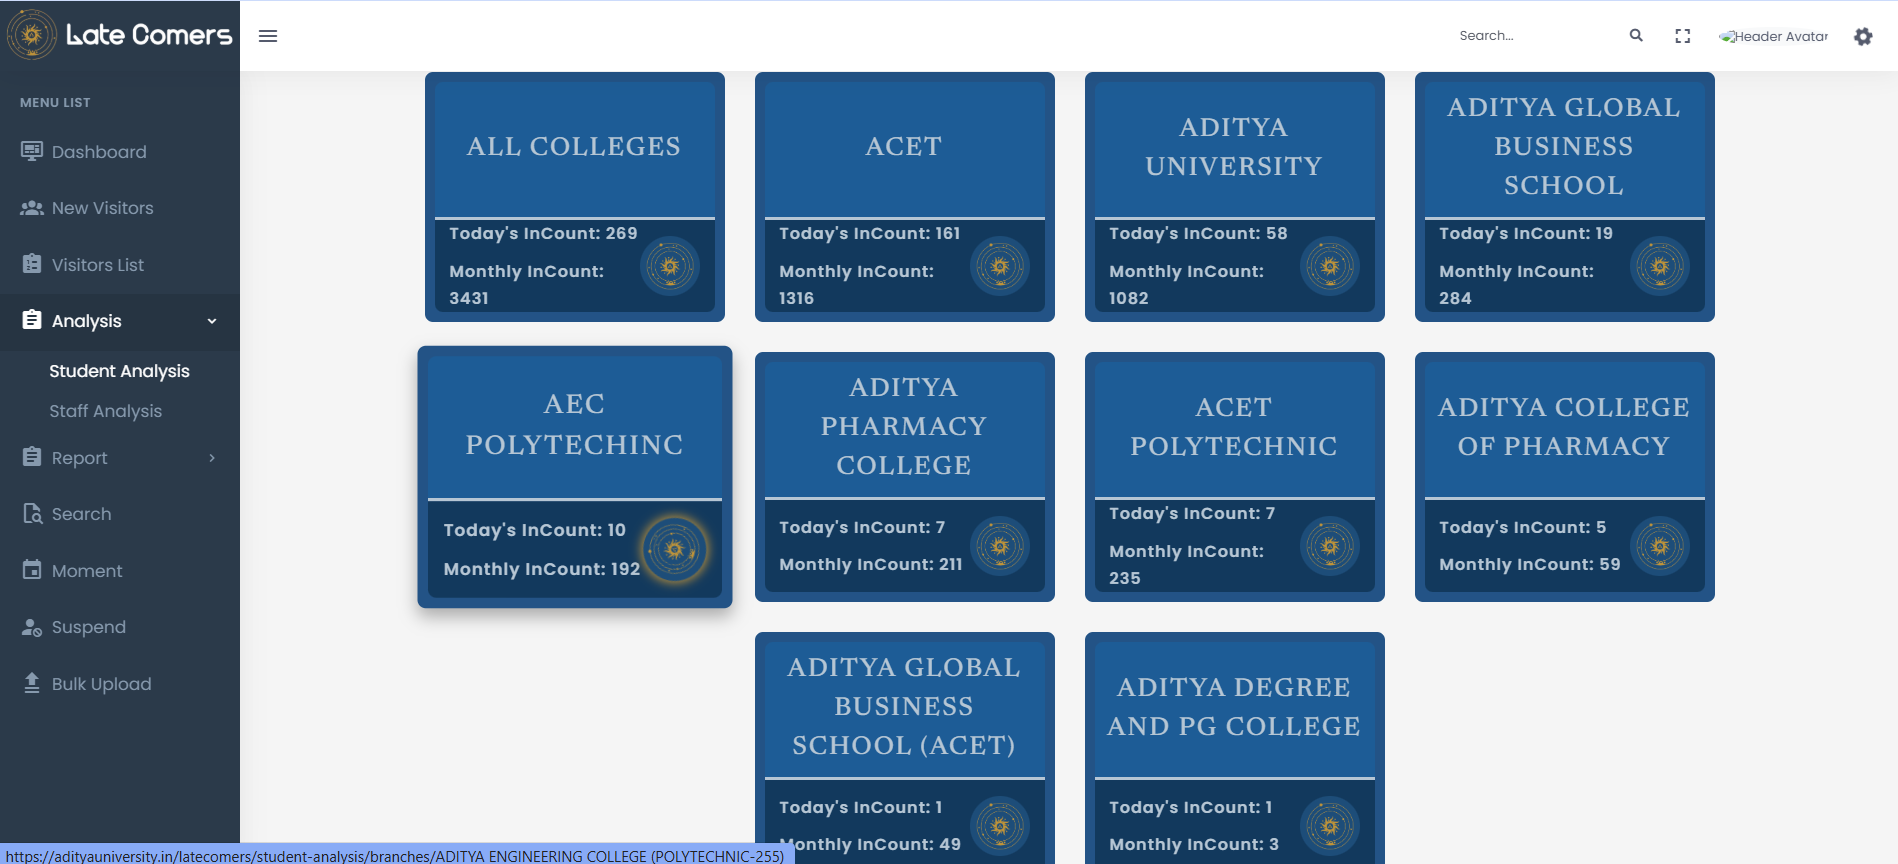 Late Comers
Search...
Header Avatar
MENU LIST
Dashboard
New Visitors
Visitors List
Analysis
Student Analysis
Staff Analysis
Report
Search
Moment
Suspend
Bulk Upload
ALL COLLEGES
Today's InCount: 269
Monthly InCount:
3431
ACET
Today's InCount: 161
Monthly InCount:
1316
ADITYA
UNIVERSITY
Today's InCount: 58
Monthly InCount:
1082
ADITYA GLOBAL
BUSINESS
SCHOOL
Today's InCount: 19
Monthly InCount:
284
AEC
POLYTECHINC
Today's InCount: 10
Monthly InCount: 192
ADITYA
PHARMACY
COLLEGE
Today's InCount: 7
Monthly InCount: 211
ACET
POLYTECHNIC
Today's InCount: 7
Monthly InCount:
235
ADITYA COLLEGE
OF PHARMACY
Today's InCount: 5
Monthly InCount: 59
ADITYA GLOBAL
BUSINESS
SCHOOL (ACET)
Today's InCount: 1
Monthly InCount: 49
ADITYA DEGREE
AND PG COLLEGE
Today's InCount: 1
Monthly InCount: 3
https://adityauniversity.in/latecomers/student-analysis/branches/ADITYA ENGINEERING COLLEGE (POLYTECHNIC-255)